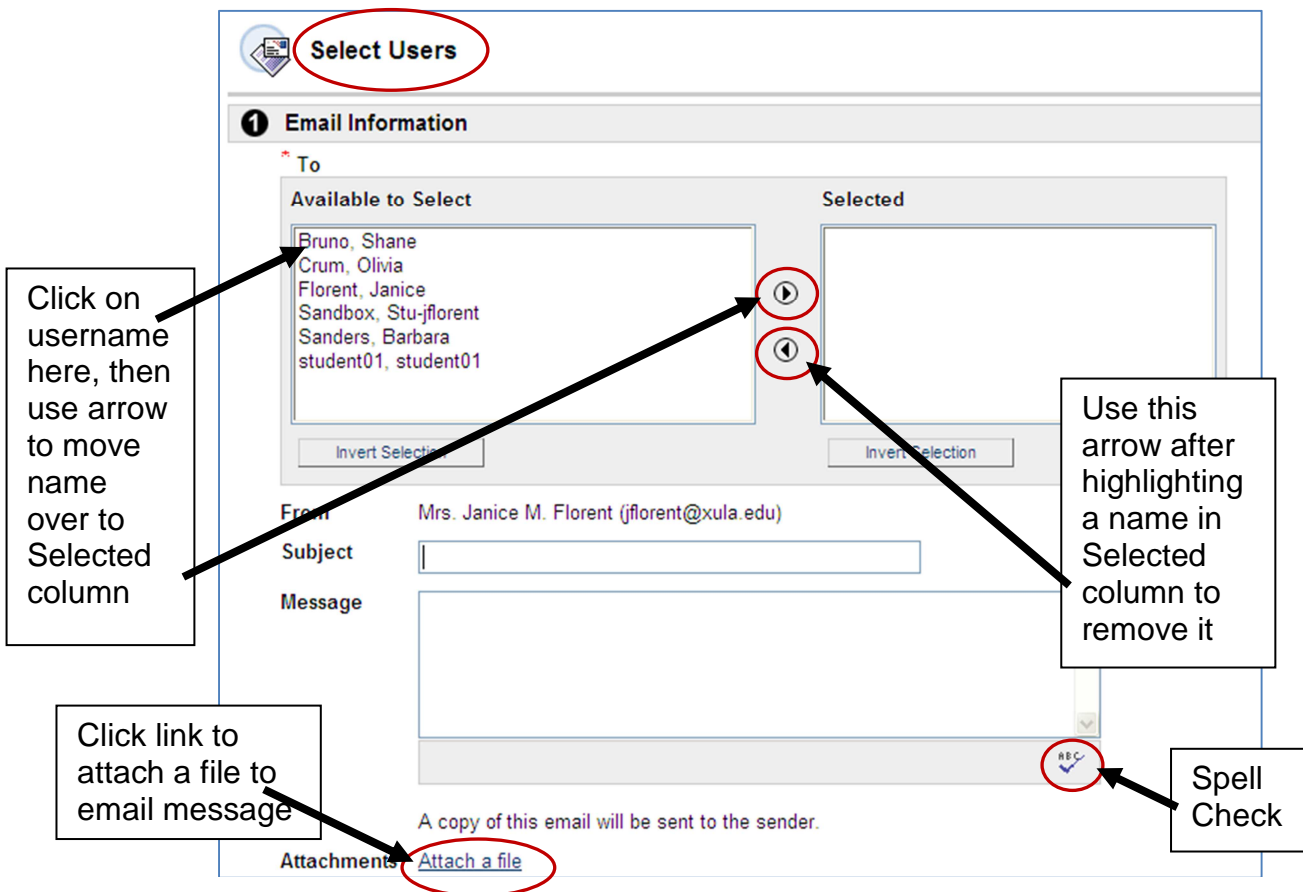 Select Users
1 Email Information
* To
Available to Select
Selected
Bruno, Shane
Crum, Olivia
Florent, Janice
Sandbox, Stu-jflorent
Sanders, Barbara
student01, student01
Invert Selection
Invert Selection
Click on
username
here, then
use arrow
to move
name
over to
Selected
column
Use this
arrow after
highlighting
a name in
Selected
column to
remove it
From Mrs. Janice M. Florent (jflorent@xula.edu)
Subject
Message
ABC
Spell
Check
Click link to
attach a file to
email message
A copy of this email will be sent to the sender.
Attachments Attach a file